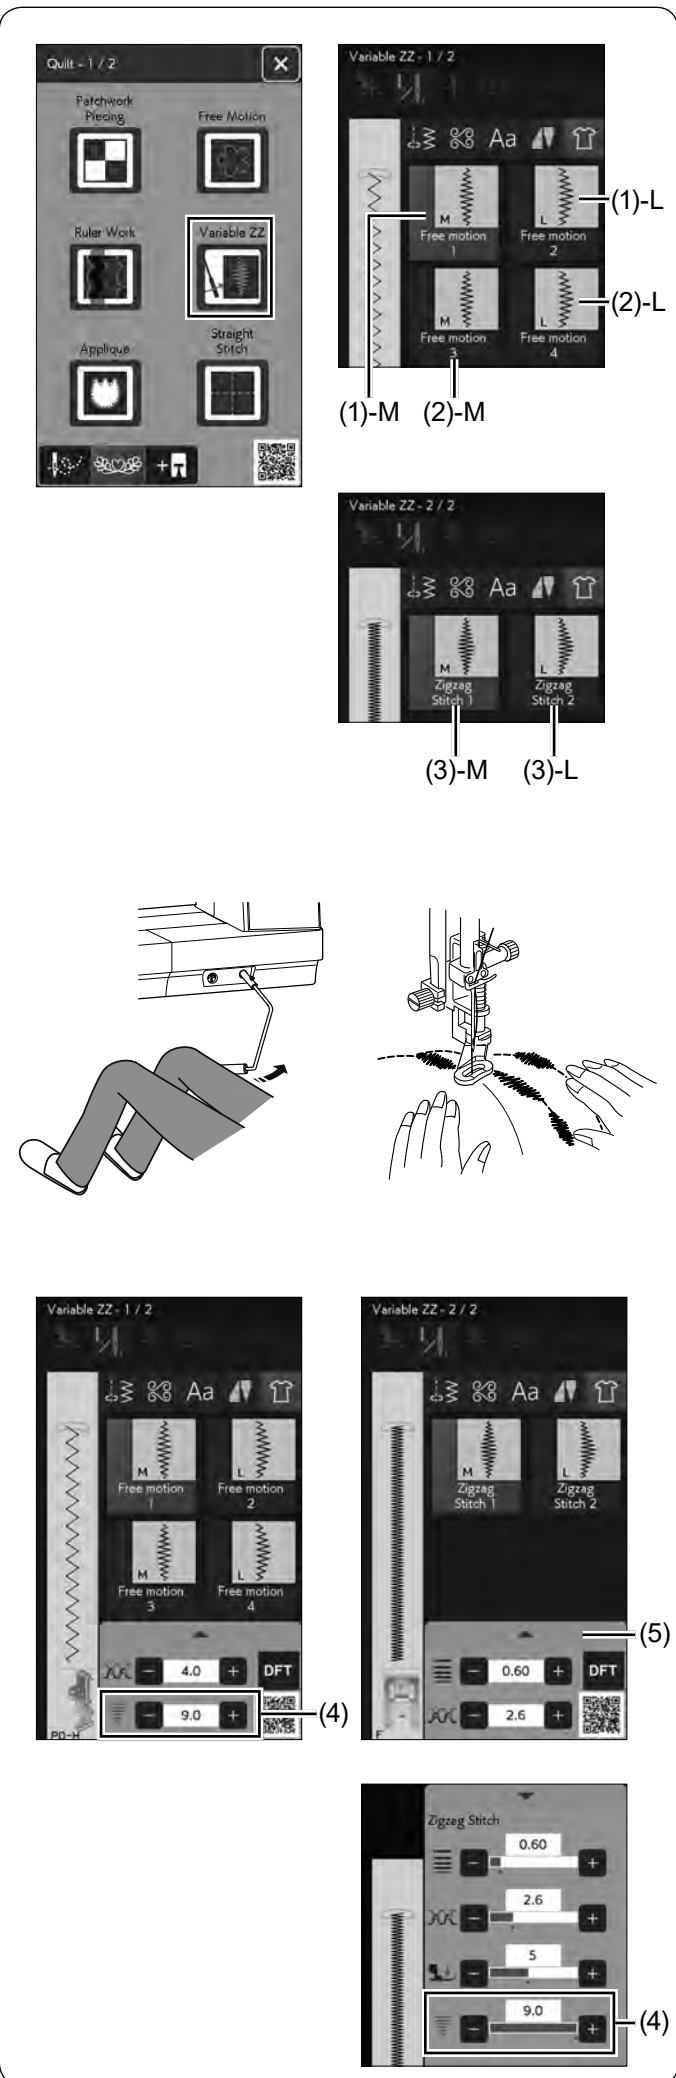 Quilt - 1 / 2
Patchwork
Piecing
Free Motion
Ruler Work
Variable ZZ
Applique
Straight
Stitch
Variable ZZ - 1 / 2
Aa
M
Free motion
1
L
Free motion
2
M
Free motion
3
L
Free motion
4
(1)-L
(2)-L
(1)-M
(2)-M
Variable ZZ - 2 / 2
Aa
M
Zigzag
Stitch 1
L
Zigzag
Stitch 2
(3)-M
(3)-L
Variable ZZ - 1 / 2
Aa
M
Free motion
1
L
Free motion
2
M
Free motion
3
L
Free motion
4
4.0
DFT
9.0
PD-H
(4)
Variable ZZ - 2 / 2
Aa
M
Zigzag
Stitch 1
L
Zigzag
Stitch 2
(5)
0.60
DFT
2.6
F
Zigzag Stitch
0.60
2.6
5
9.0
(4)